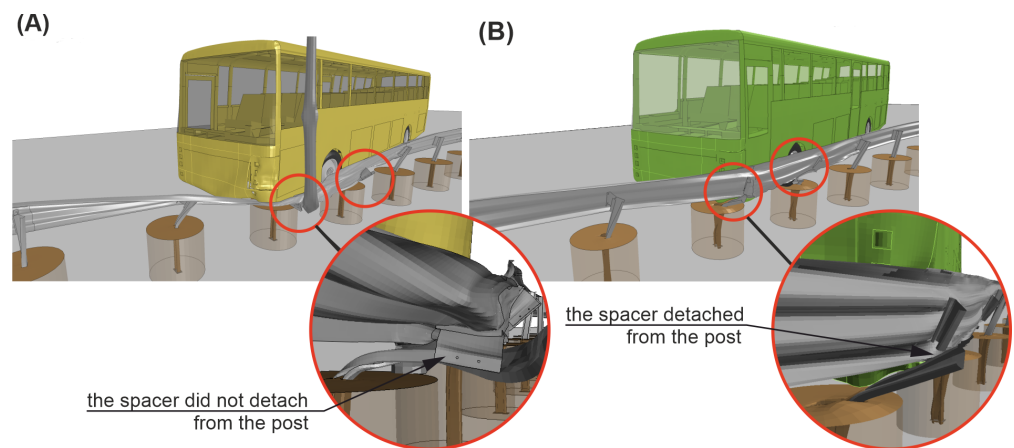 (A)
(B)
the spacer detached
from the post
the spacer did not detach
from the post